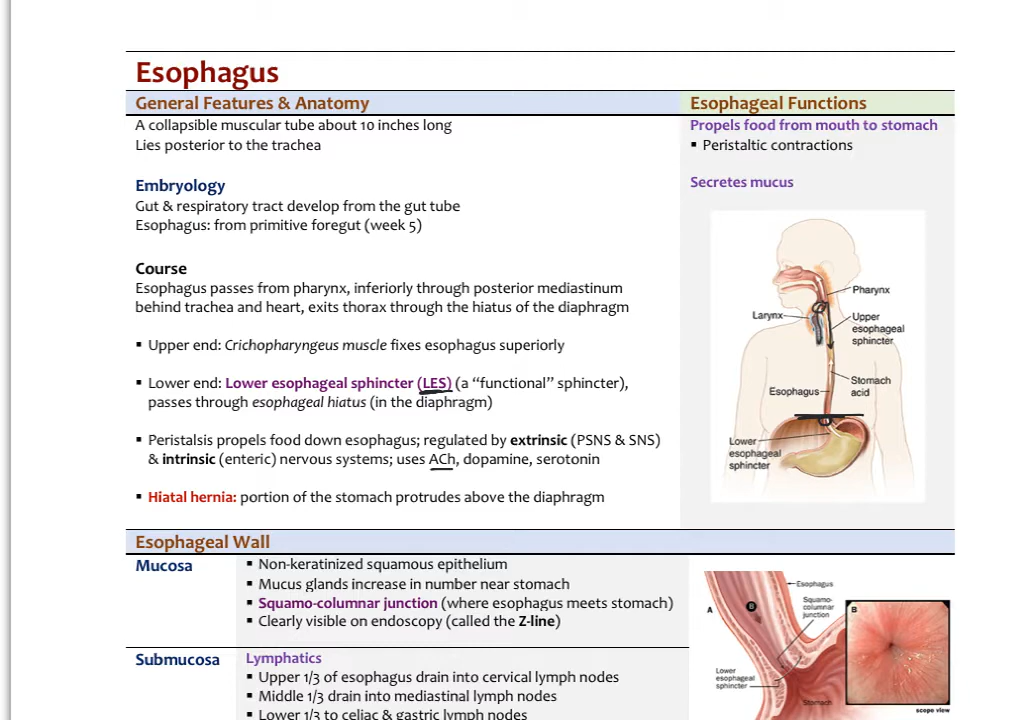 Esophagus
General Features & Anatomy
A collapsible muscular tube about 10 inches long
Lies posterior to the trachea
Embryology
Gut & respiratory tract develop from the gut tube
Esophagus: from primitive foregut (week 5)
Course
Esophagus passes from pharynx, inferiorly through posterior mediastinum
behind trachea and heart, exits thorax through the hiatus of the diaphragm
▪ Upper end: Crichopharyngeus muscle fixes esophagus superiorly
▪ Lower end: Lower esophageal sphincter (LES) (a “functional” sphincter),
passes through esophageal hiatus (in the diaphragm)
▪ Peristalsis propels food down esophagus; regulated by extrinsic (PSNS & SNS)
& intrinsic (enteric) nervous systems; uses ACh, dopamine, serotonin
▪ Hiatal hernia: portion of the stomach protrudes above the diaphragm
Esophageal Functions
Propels food from mouth to stomach
▪ Peristaltic contractions
Secretes mucus
Pharynx
Larynx
Upper
esophageal
sphincter
Stomach
acid
Esophagus
Lower
esophageal
sphincter
Esophageal Wall
Mucosa
▪ Non-keratinized squamous epithelium
▪ Mucus glands increase in number near stomach
▪ Squamo-columnar junction (where esophagus meets stomach)
▪ Clearly visible on endoscopy (called the Z-line)
Submucosa
Lymphatics
▪ Upper 1/3 of esophagus drain into cervical lymph nodes
▪ Middle 1/3 drain into mediastinal lymph nodes
▪ Lower 1/3 to celiac & gastric lymph nodes
Esophagus
Squamo-
columnar
junction
A
B
B
Lower
esophageal
sphincter
Stomach
scope view